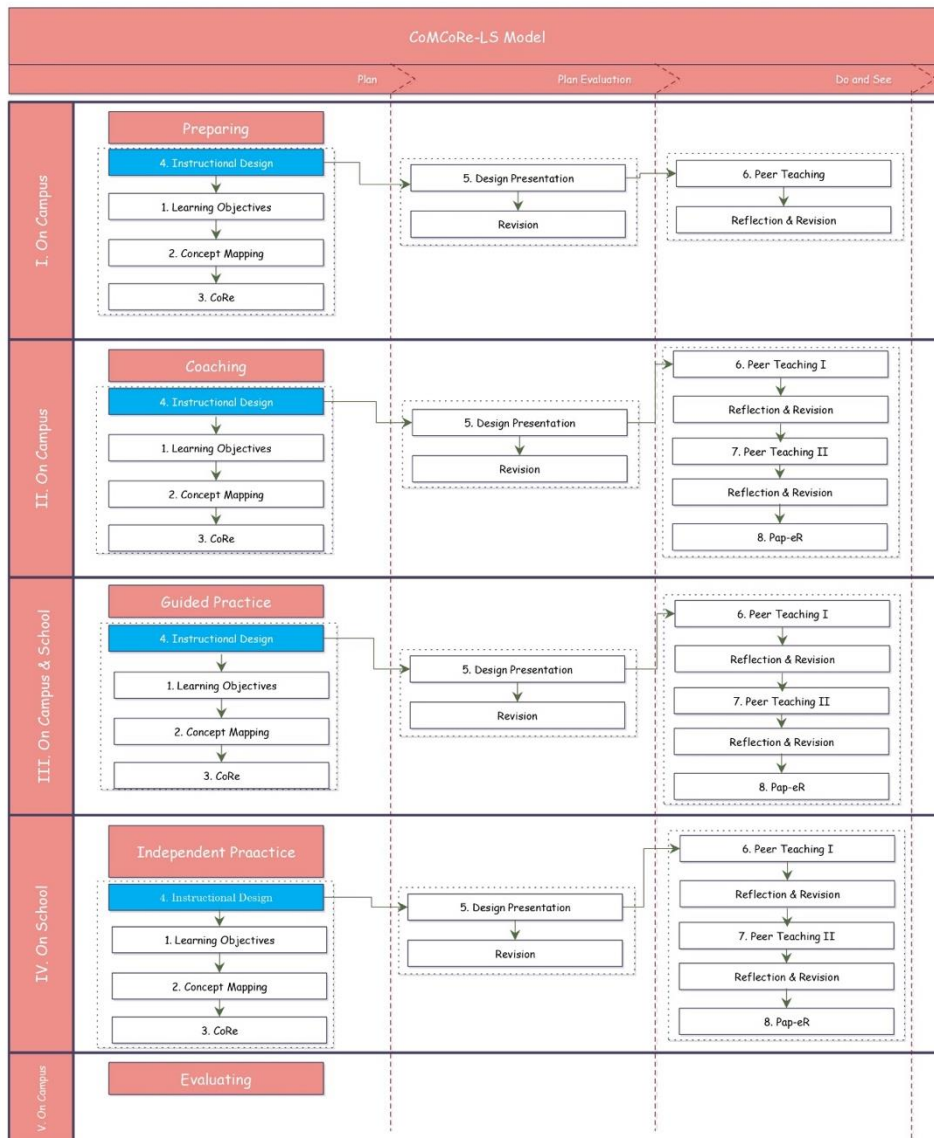 CoMCoRe-LS Model
Plan
Plan Evaluation
Do and See
I. On Campus
Preparing
4. Instructional Design
1. Learning Objectives
2. Concept Mapping
3. CoRe
5. Design Presentation
Revision
6. Peer Teaching
Reflection & Revision
II. On Campus
Coaching
4. Instructional Design
1. Learning Objectives
2. Concept Mapping
3. CoRe
5. Design Presentation
Revision
6. Peer Teaching I
Reflection & Revision
7. Peer Teaching II
Reflection & Revision
8. Pap-eR
III. On Campus & School
Guided Practice
4. Instructional Design
1. Learning Objectives
2. Concept Mapping
3. CoRe
5. Design Presentation
Revision
6. Peer Teaching I
Reflection & Revision
7. Peer Teaching II
Reflection & Revision
8. Pap-eR
IV. On School
Independent Praactice
4. Instructional Design
1. Learning Objectives
2. Concept Mapping
3. CoRe
5. Design Presentation
Revision
6. Peer Teaching I
Reflection & Revision
7. Peer Teaching II
Reflection & Revision
8. Pap-eR
V. On Campus
Evaluating